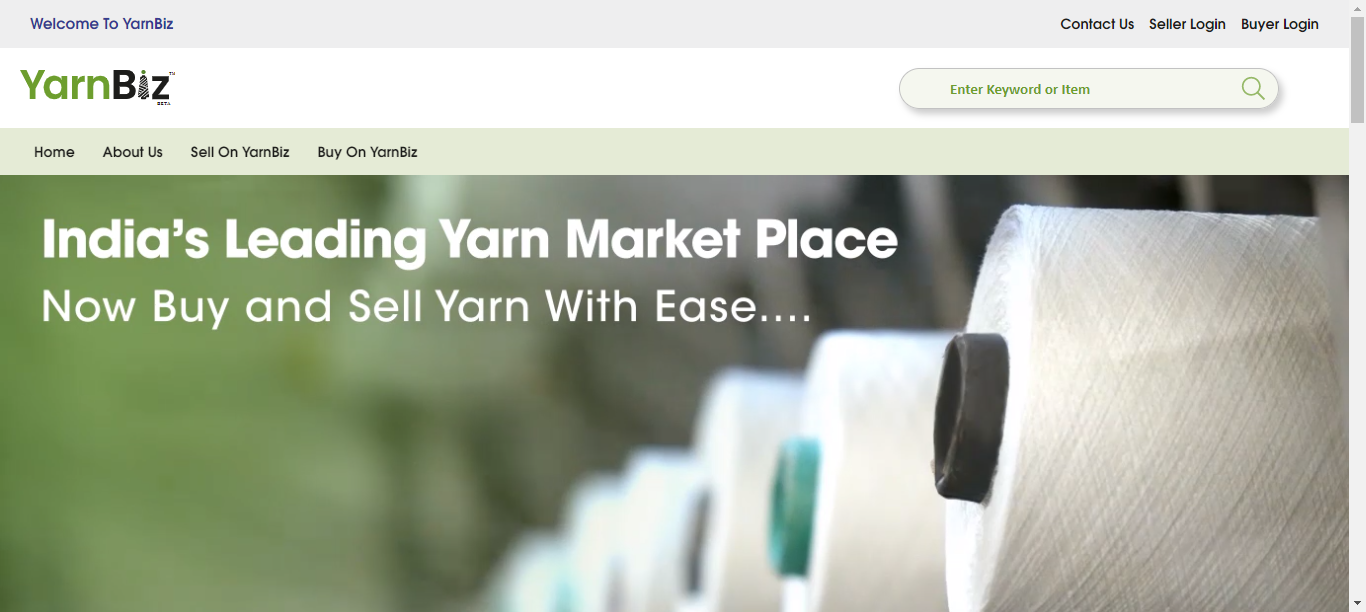 Welcome To YarnBiz
Contact Us Seller Login Buyer Login
YarnBiz™
BETA
Enter Keyword or Item
Home About Us Sell On YarnBiz Buy On YarnBiz
India's Leading Yarn Market Place
Now Buy and Sell Yarn With Ease....